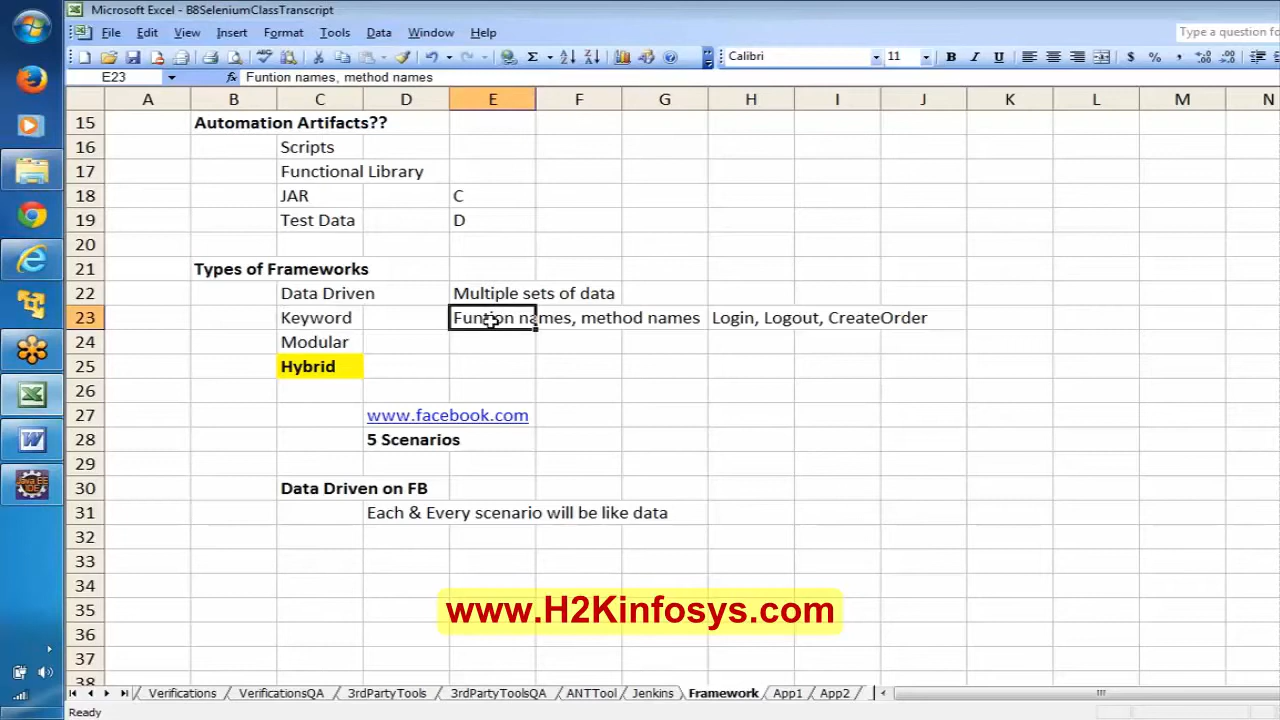 Microsoft Excel - B8SeleniumClassTranscript
File Edit View Insert Format Tools Data Window Help
Type a question fo
Calibri 11 B I U
E23 fx Funtion names, method names
A B C D E F G H I J K L M N
15 Automation Artifacts??
16 Scripts
17 Functional Library
18 JAR C
19 Test Data D
20
21 Types of Frameworks
22 Data Driven Multiple sets of data
23 Keyword Funtion names, method names Login, Logout, CreateOrder
24 Modular
25 Hybrid
26
27 www.facebook.com
28 5 Scenarios
29
30 Data Driven on FB
31 Each & Every scenario will be like data
32
33
34
35
36
37
38
www.H2Kinfosys.com
Verifications VerificationsQA 3rdPartyTools 3rdPartyToolsQA ANTTool Jenkins Framework App1 App2
Ready